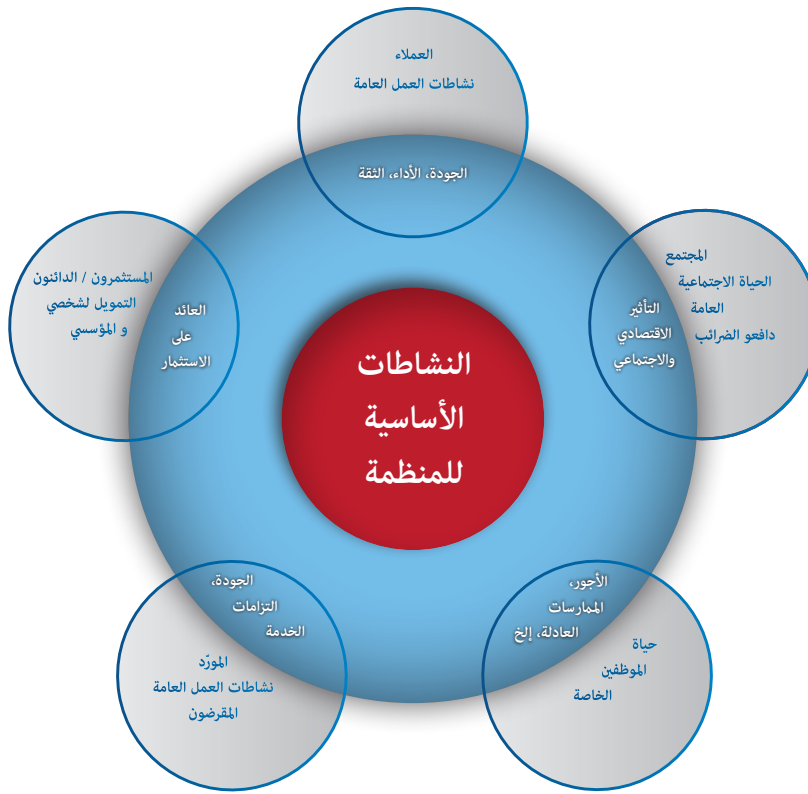 العملاء
نشاطات العمل العامة
الجودة، الأداء، الثقة
المجتمع
الحياة الاجتماعية
العامة
دافعو الضرائب
التأثير
الاقتصادي
والاجتماعي
المستثمرون / الدائنون
التمويل لشخصي
و المؤسسي
العائد
على
الاستثمار
النشاطات
الأساسية
للمنظمة
الأجور،
الممارسات
العادلة، إلخ
حياة
الموظفين
الخاصة
الجودة،
التزامات
الخدمة
المورّد
نشاطات العمل العامة
المقرضون